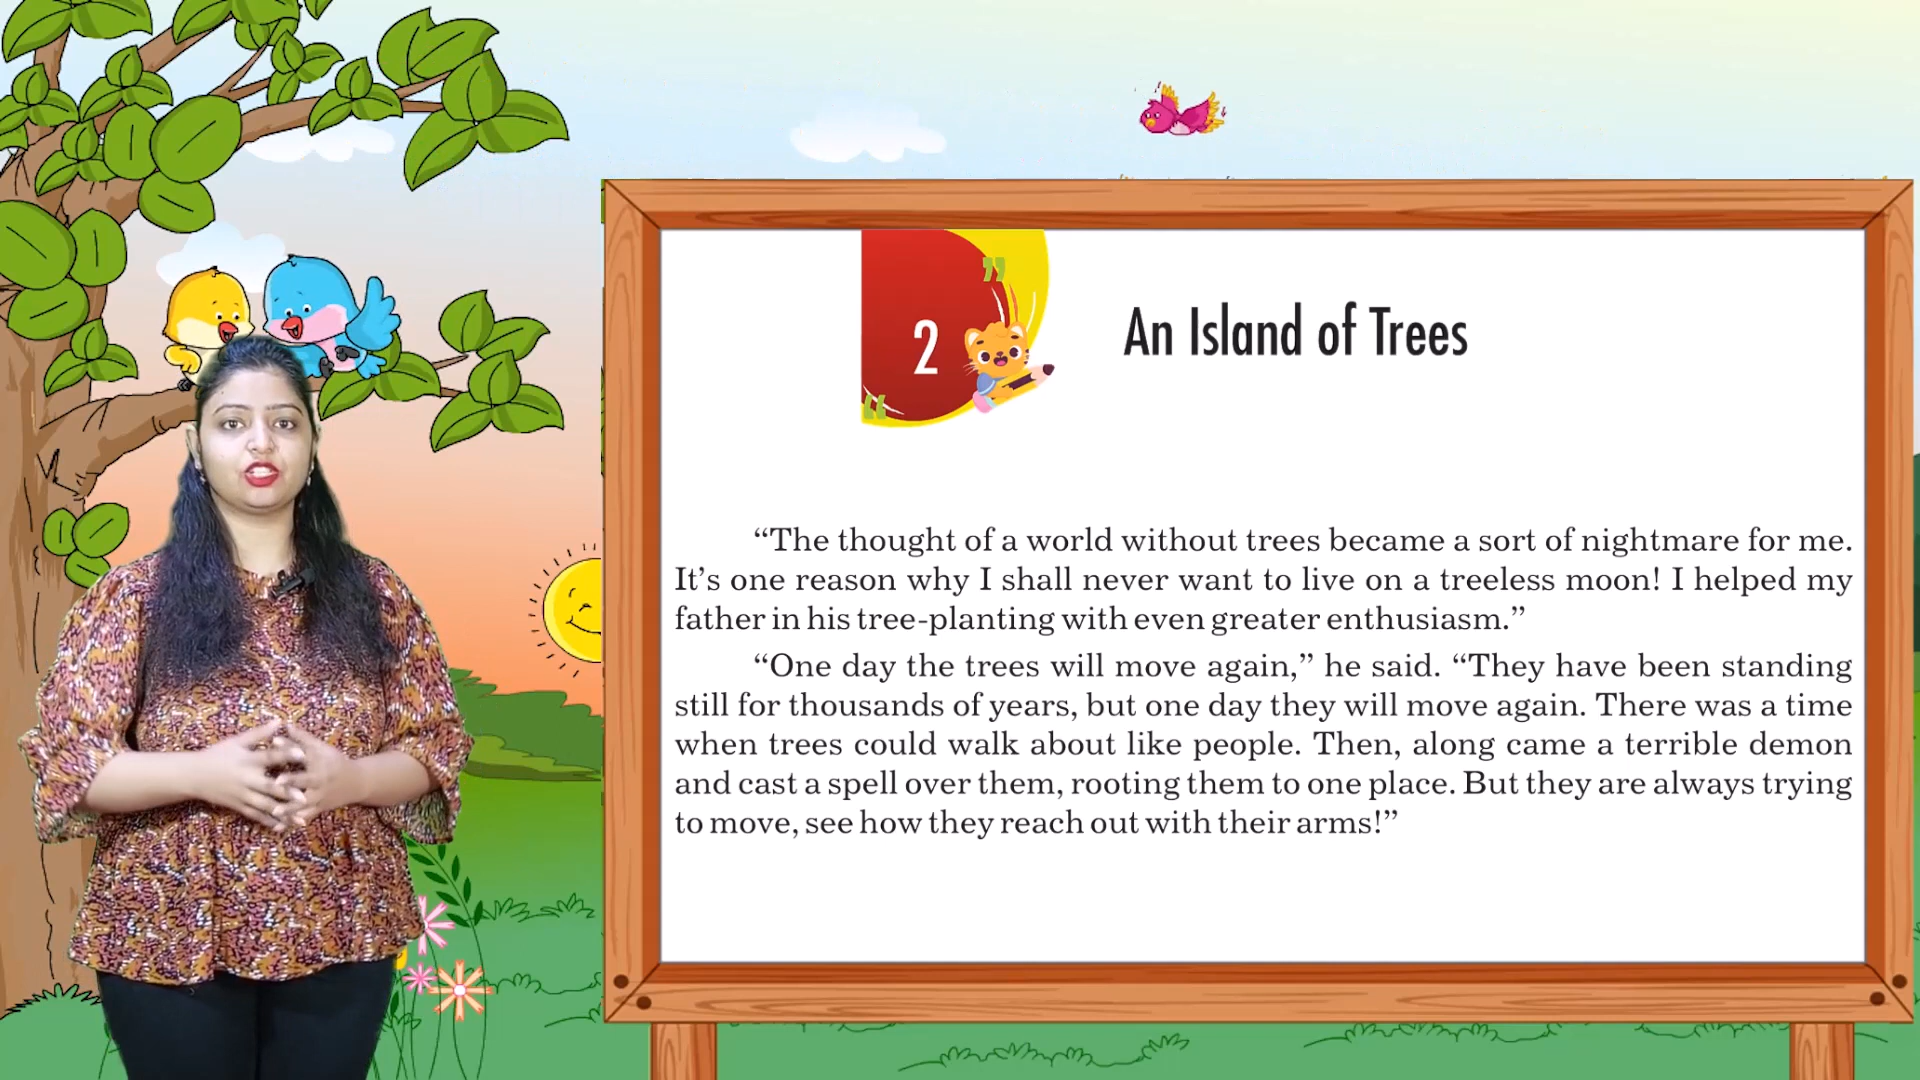 2
An Island of Trees
“The thought of a world without trees became a sort of nightmare for me.
It’s one reason why I shall never want to live on a treeless moon! I helped my
father in his tree-planting with even greater enthusiasm.”
“One day the trees will move again,” he said. “They have been standing
still for thousands of years, but one day they will move again. There was a time
when trees could walk about like people. Then, along came a terrible demon
and cast a spell over them, rooting them to one place. But they are always trying
to move, see how they reach out with their arms!”